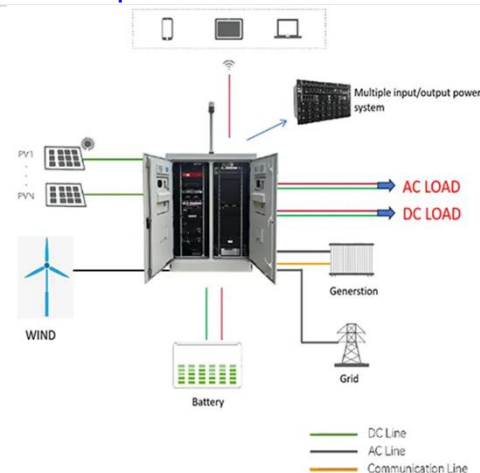 Multiple input/output power
system
PV1
PVN
AC LOAD
DC LOAD
Generstion
WIND
Grid
Battery
DC Line
AC Line
Communication Line